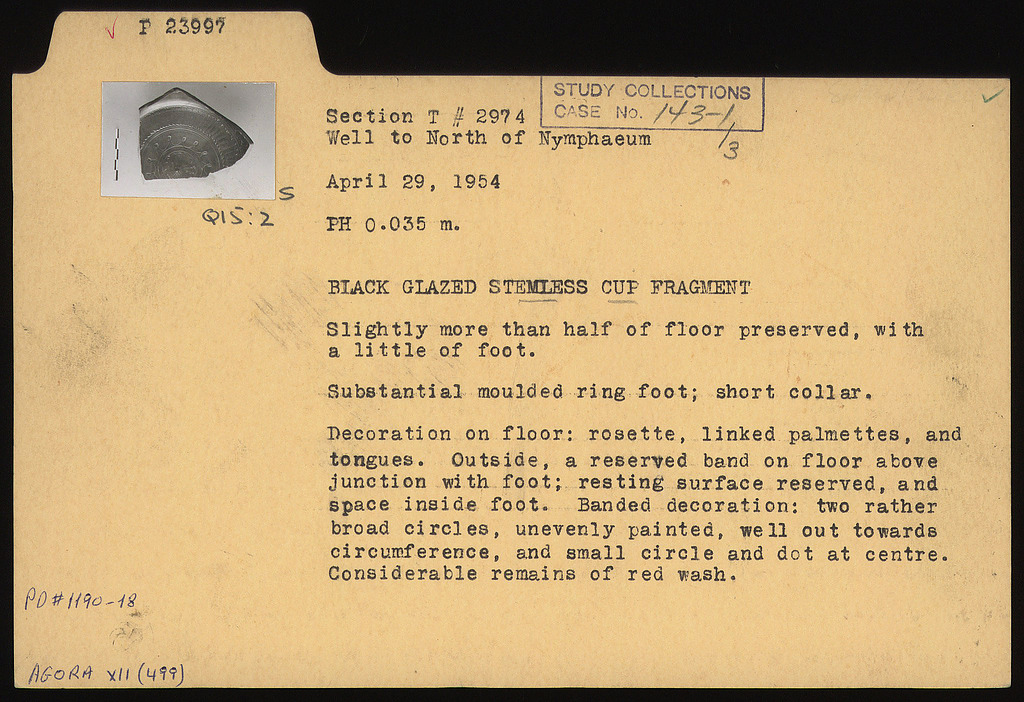 P 23997
STUDY COLLECTIONS
CASE No. 143-1/3
Section T # 2974
Well to North of Nymphaeum
April 29, 1954
S
Q15:2
PH 0.035 m.
BLACK GLAZED STEMLESS CUP FRAGMENT
Slightly more than half of floor preserved, with
a little of foot.
Substantial moulded ring foot; short collar.
Decoration on floor: rosette, linked palmettes, and
tongues. Outside, a reserved band on floor above
junction with foot; resting surface reserved, and
space inside foot. Banded decoration: two rather
broad circles, unevenly painted, well out towards
circumference, and small circle and dot at centre.
Considerable remains of red wash.
PD#1190-18
AGORA XII (499)